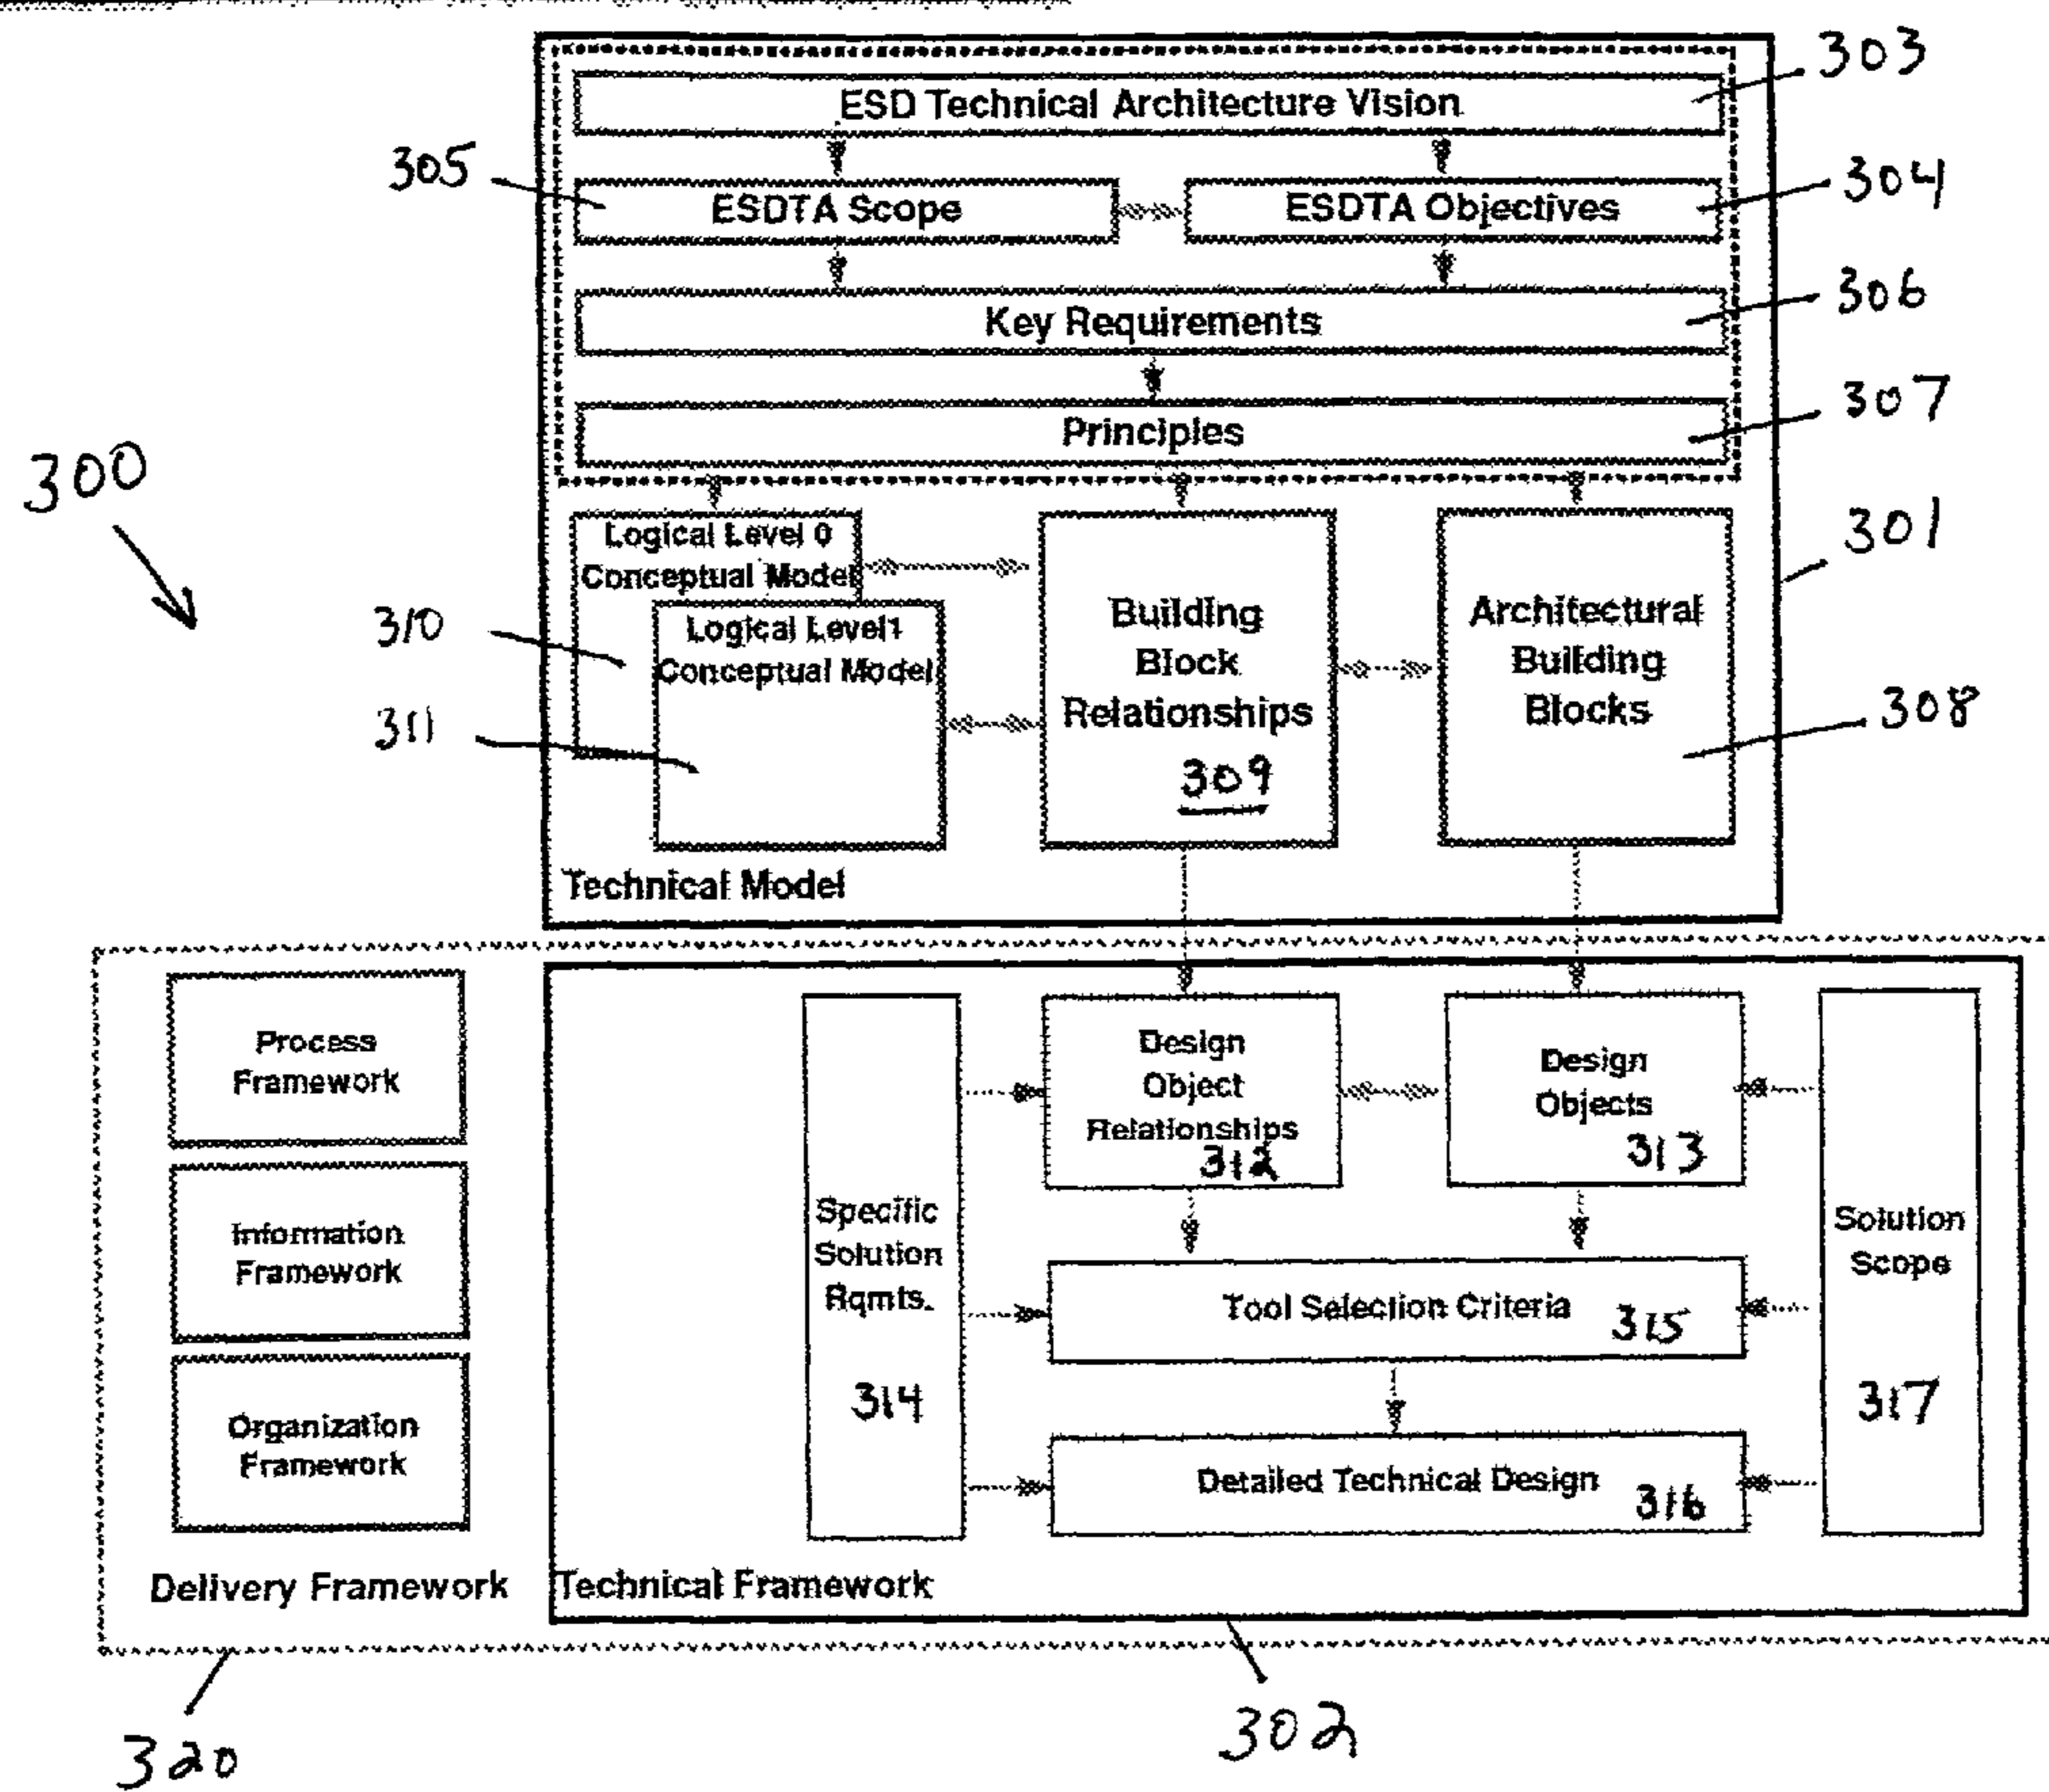 303
ESD Technical Architecture Vision
305
ESDTA Scope
ESDTA Objectives
304
Key Requirements
306
Principles
307
300
301
Logical Level 0
Conceptual Model
310
Logical Level1
Conceptual Model
311
Building
Block
Relationships
309
Architectural
Building
Blocks
308
Technical Model
Process
Framework
Information
Framework
Organization
Framework
Delivery Framework
Specific
Solution
Rqmts.
314
Design
Object
Relationships
312
Design
Objects
313
Tool Selection Criteria
315
Detailed Technical Design
316
Solution
Scope
317
Technical Framework
320
302